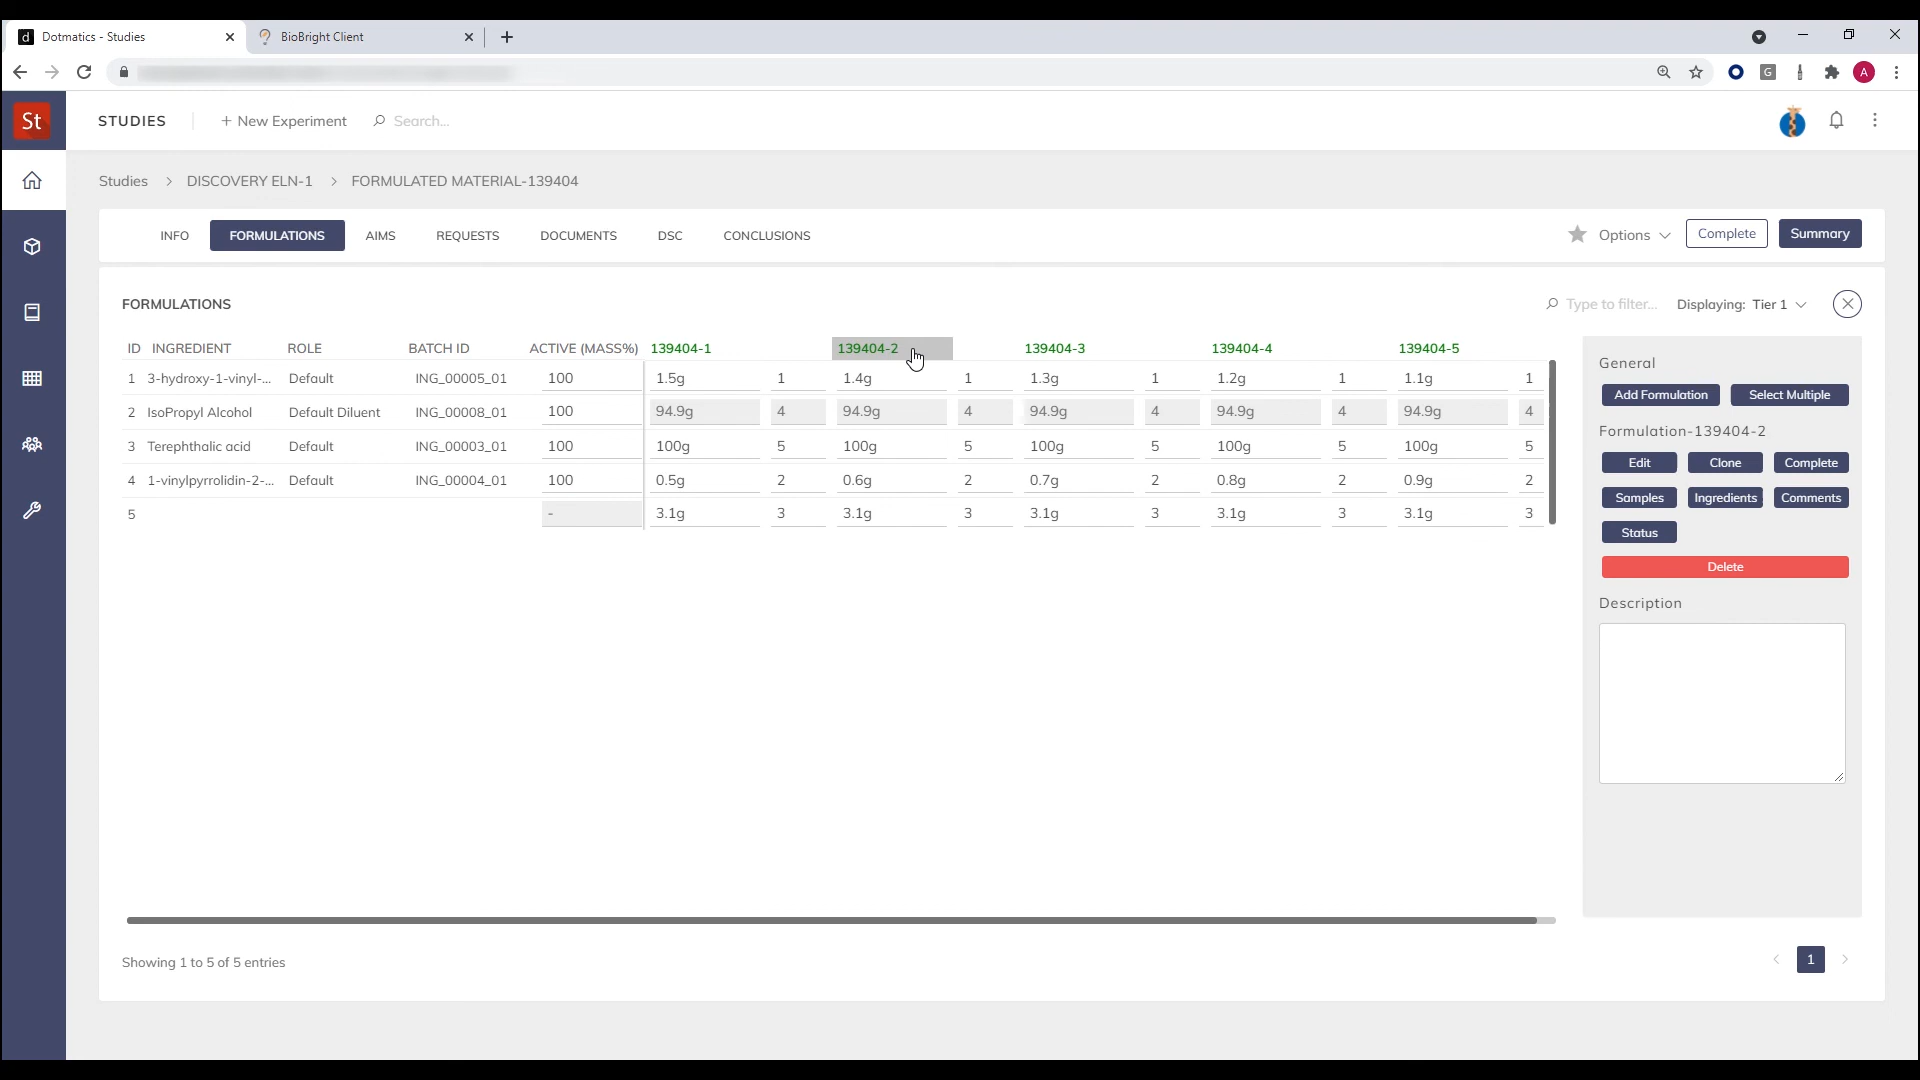 d Dotmatics - Studies BioBright Client
G A
St STUDIES + New Experiment Search...
Studies > DISCOVERY ELN-1 > FORMULATED MATERIAL-139404
INFO FORMULATIONS AIMS REQUESTS DOCUMENTS DSC CONCLUSIONS Options Complete Summary
FORMULATIONS Type to filter... Displaying: Tier 1
ID INGREDIENT ROLE BATCH ID ACTIVE (MASS%) 139404-1 139404-2 139404-3 139404-4 139404-5
1 3-hydroxy-1-vinyl-... Default ING_00005_01 100 1.5g 1 1.4g 1 1.3g 1 1.2g 1 1.1g 1
2 IsoPropyl Alcohol Default Diluent ING_00008_01 100 94.9g 4 94.9g 4 94.9g 4 94.9g 4 94.9g 4
3 Terephthalic acid Default ING_00003_01 100 100g 5 100g 5 100g 5 100g 5 100g 5
4 1-vinylpyrrolidin-2-... Default ING_00004_01 100 0.5g 2 0.6g 2 0.7g 2 0.8g 2 0.9g 2
5 - 3.1g 3 3.1g 3 3.1g 3 3.1g 3 3.1g 3
General
Add Formulation Select Multiple
Formulation-139404-2
Edit Clone Complete
Samples Ingredients Comments
Status
Delete
Description
Showing 1 to 5 of 5 entries
< 1 >